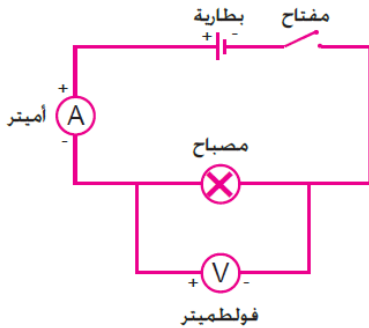 مفتاح
بطارية
+ -
+
A
أميتر
-
مصباح
+ V -
فولطميتر